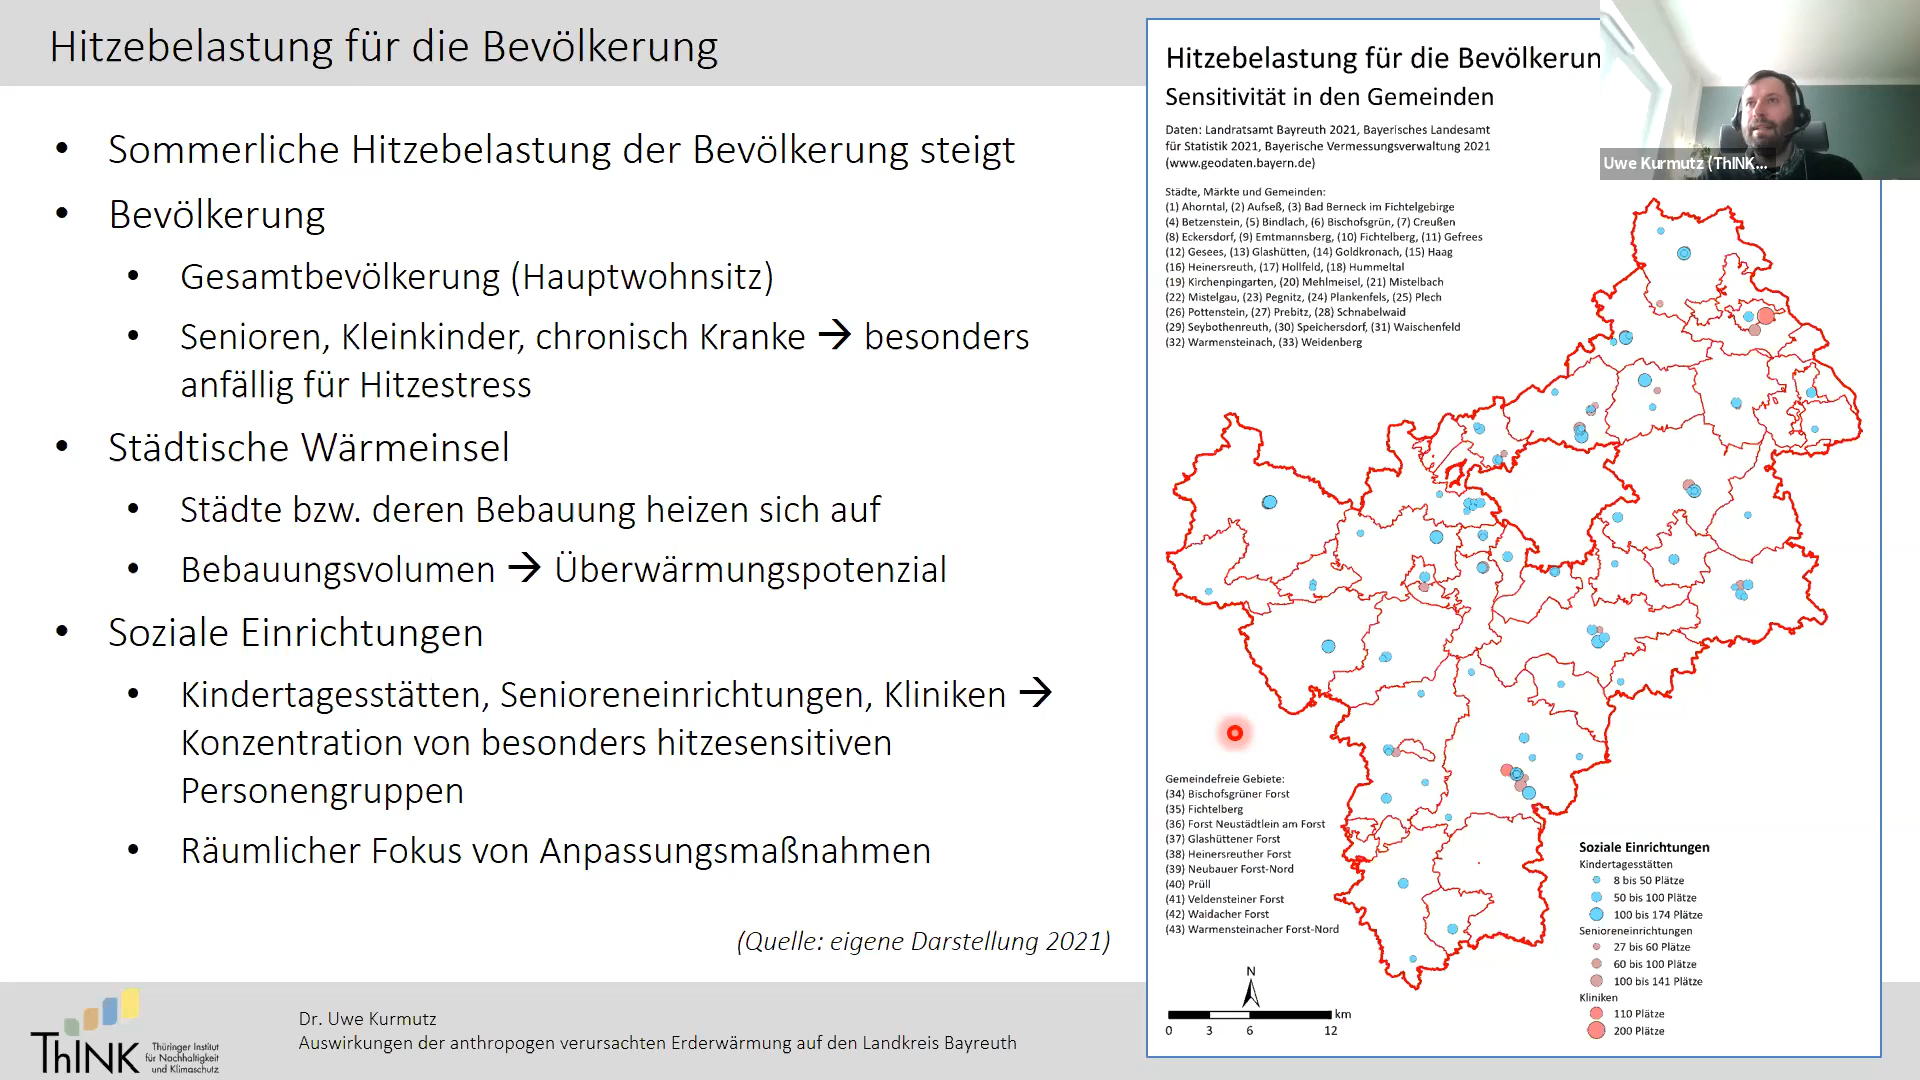 Hitzebelastung für die Bevölkerung
• Sommerliche Hitzebelastung der Bevölkerung steigt
• Bevölkerung
• Gesamtbevölkerung (Hauptwohnsitz)
• Senioren, Kleinkinder, chronisch Kranke → besonders
anfällig für Hitzestress
• Städtische Wärmeinsel
• Städte bzw. deren Bebauung heizen sich auf
• Bebauungsvolumen → Überwärmungspotenzial
• Soziale Einrichtungen
• Kindertagesstätten, Senioreneinrichtungen, Kliniken →
Konzentration von besonders hitzesensitiven
Personengruppen
• Räumlicher Fokus von Anpassungsmaßnahmen
(Quelle: eigene Darstellung 2021)
Hitzebelastung für die Bevölkerun
Sensitivität in den Gemeinden
Daten: Landratsamt Bayreuth 2021, Bayerisches Landesamt
für Statistik 2021, Bayerische Vermessungsverwaltung 2021
(www.geodaten.bayern.de)
Städte, Märkte und Gemeinden:
(1) Ahorntal, (2) Aufseß, (3) Bad Berneck im Fichtelgebirge
(4) Betzenstein, (5) Bindlach, (6) Bischofsgrün, (7) Creußen
(8) Eckersdorf, (9) Emtmannsberg, (10) Fichtelberg, (11) Gefrees
(12) Gesees, (13) Glashütten, (14) Goldkronach, (15) Haag
(16) Heinersreuth, (17) Hollfeld, (18) Hummeltal
(19) Kirchenpingarten, (20) Mehlmeisel, (21) Mistelbach
(22) Mistelgau, (23) Pegnitz, (24) Plankenfels, (25) Plech
(26) Pottenstein, (27) Prebitz, (28) Schnabelwaid
(29) Seybothenreuth, (30) Speichersdorf, (31) Waischenfeld
(32) Warmensteinach, (33) Weidenberg
Uwe Kurmutz (ThINK...
Gemeindefreie Gebiete:
(34) Bischofsgrüner Forst
(35) Fichtelberg
(36) Forst Neustädtlein am Forst
(37) Glashüttener Forst
(38) Heinersreuther Forst
(39) Neubauer Forst-Nord
(40) Prüll
(41) Veldensteiner Forst
(42) Waidacher Forst
(43) Warmensteinacher Forst-Nord
N
km
0 3 6 12
Soziale Einrichtungen
Kindertagesstätten
8 bis 50 Plätze
50 bis 100 Plätze
100 bis 174 Plätze
Senioreneinrichtungen
27 bis 60 Plätze
60 bis 100 Plätze
100 bis 141 Plätze
Kliniken
110 Plätze
200 Plätze
ThINK
Thüringer Institut
für Nachhaltigkeit
und Klimaschutz
Dr. Uwe Kurmutz
Auswirkungen der anthropogen verursachten Erderwärmung auf den Landkreis Bayreuth